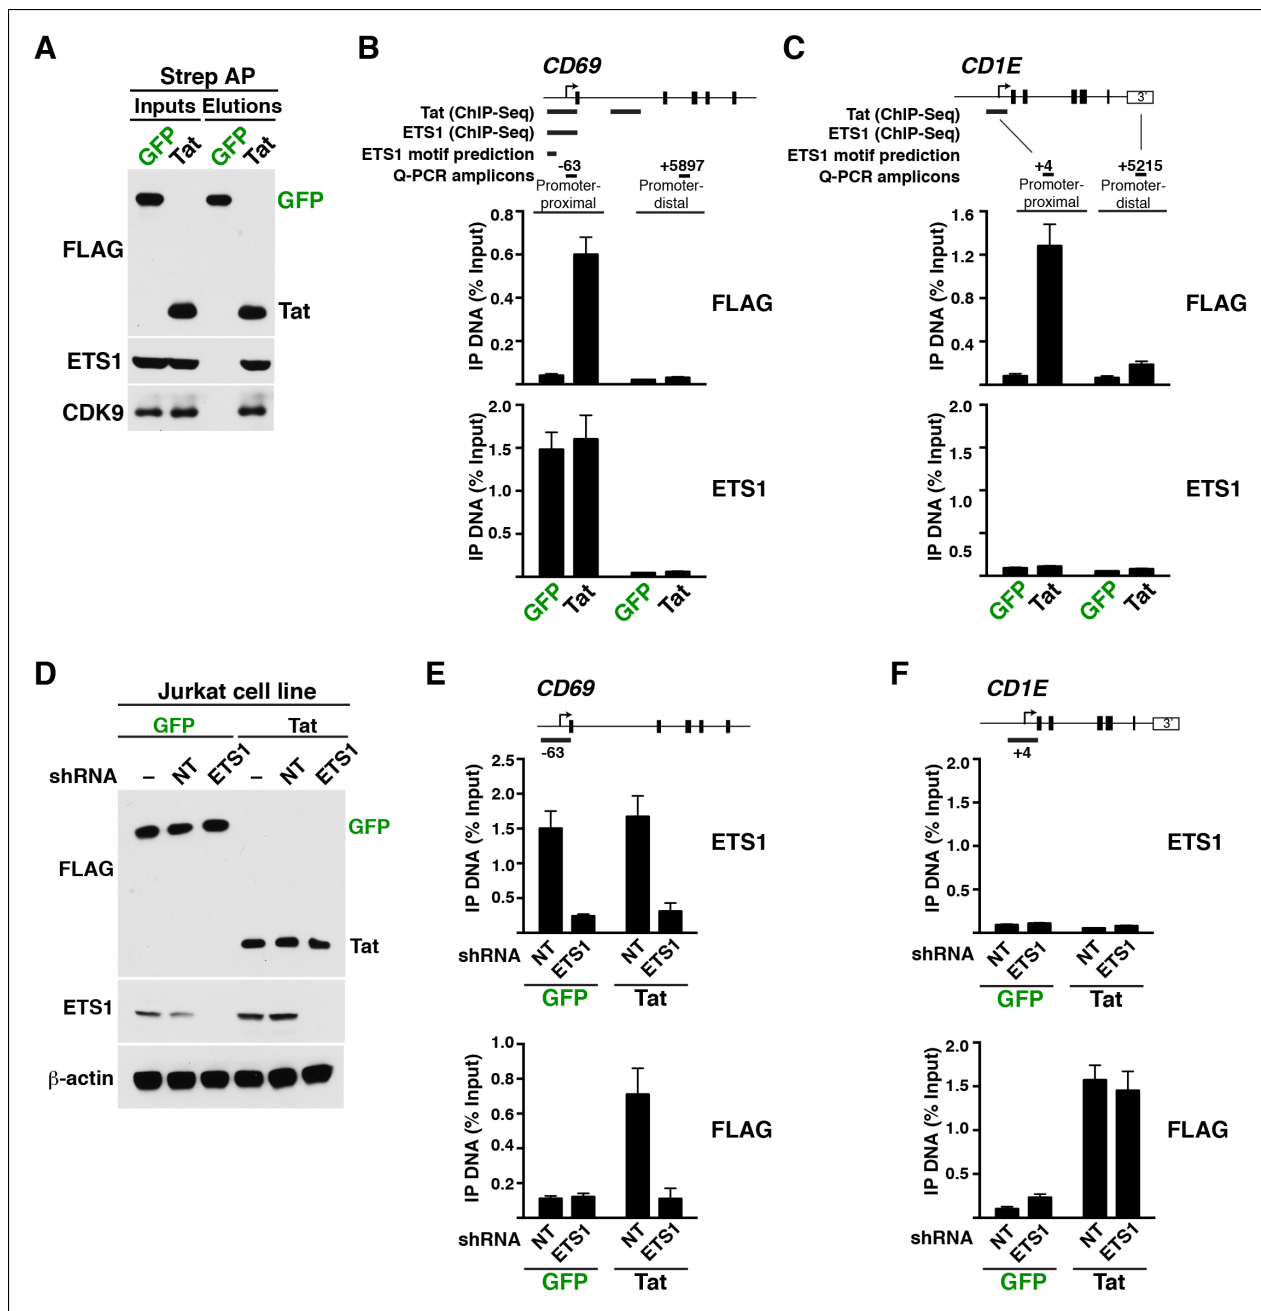 A
Strep AP
Inputs Elutions
GFP Tat GFP Tat
GFP
FLAG
Tat
ETS1
CDK9
B
CD69
Tat (ChIP-Seq)
ETS1 (ChIP-Seq)
ETS1 motif prediction
-63 +5897
Q-PCR amplicons
Promoter-proximal Promoter-distal
0.8
0.6
0.4
0.2
IP DNA (% Input)
FLAG
2.0
1.5
1.0
0.5
IP DNA (% Input)
ETS1
GFP Tat GFP Tat
C
CD1E
3'
Tat (ChIP-Seq)
ETS1 (ChIP-Seq)
ETS1 motif prediction
+4 +5215
Q-PCR amplicons
Promoter-proximal Promoter-distal
1.6
1.2
0.8
0.4
IP DNA (% Input)
FLAG
2.0
1.5
1.0
0.5
IP DNA (% Input)
ETS1
GFP Tat GFP Tat
D
Jurkat cell line
GFP Tat
shRNA – NT ETS1 – NT ETS1
GFP
FLAG
Tat
ETS1
β-actin
E
CD69
-63
2.5
2.0
1.5
1.0
0.5
IP DNA (% Input)
ETS1
shRNA NT ETS1 NT ETS1
GFP Tat
1.0
0.8
0.6
0.4
0.2
IP DNA (% Input)
FLAG
shRNA NT ETS1 NT ETS1
GFP Tat
F
CD1E
3'
+4
2.0
1.5
1.0
0.5
IP DNA (% Input)
ETS1
shRNA NT ETS1 NT ETS1
GFP Tat
2.0
1.5
1.0
0.5
IP DNA (% Input)
FLAG
shRNA NT ETS1 NT ETS1
GFP Tat